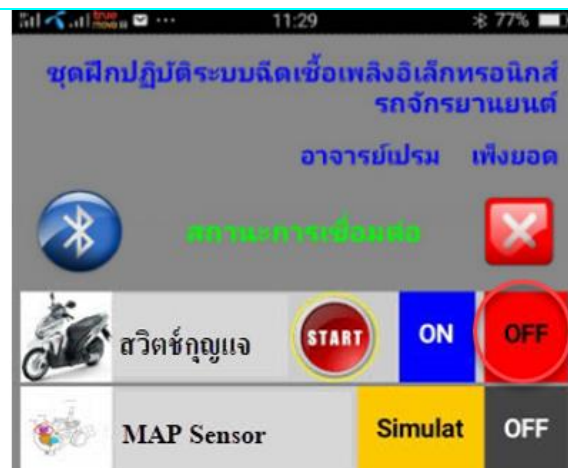 true
move H 11:29 77%
ชุดฝึกปฏิบัติระบบฉีดเชื้อเพลิงอิเล็กทรอนิกส์
รถจักรยานยนต์
อาจารย์เปรม เพ็งยอด
สถานะการเชื่อมต่อ
สวิตช์กุญแจ START ON OFF
MAP Sensor Simulat OFF